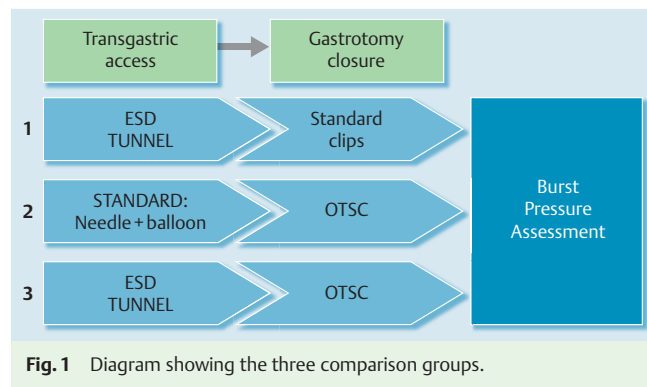 Transgastric
access
Gastrotomy
closure
1
ESD
TUNNEL
Standard
clips
2
STANDARD:
Needle + balloon
OTSC
3
ESD
TUNNEL
OTSC
Burst
Pressure
Assessment
Fig. 1 Diagram showing the three comparison groups.